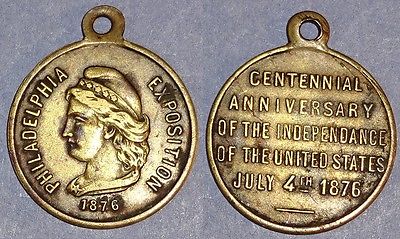 PHILADELPHIA EXPOSITION
1876
CENTENNIAL
ANNIVERSARY
OF THE INDEPENDANCE
OF THE UNITED STATES
JULY 4TH 1876